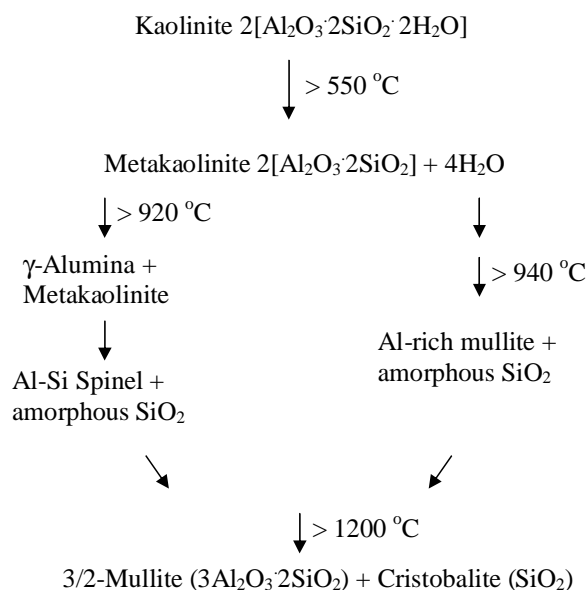 Kaolinite 2[Al₂O₃·2SiO₂· 2H₂O]
> 550 °C
Metakaolinite 2[Al₂O₃·2SiO₂] + 4H₂O
> 920 °C
> 940 °C
γ-Alumina +
Metakaolinite
Al-rich mullite +
amorphous SiO₂
Al-Si Spinel +
amorphous SiO₂
> 1200 °C
3/2-Mullite (3Al₂O₃·2SiO₂) + Cristobalite (SiO₂)